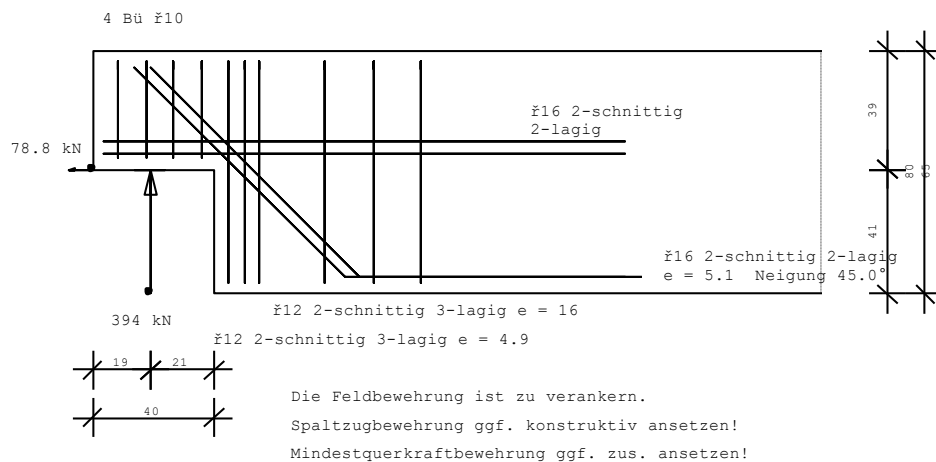 4 Bü ř10
ř16 2-schnittig
2-lagig
78.8 kN
39
80
65
41
ř16 2-schnittig 2-lagig
e = 5.1 Neigung 45.0°
ř12 2-schnittig 3-lagig e = 16
394 kN
ř12 2-schnittig 3-lagig e = 4.9
19
21
40
Die Feldbewehrung ist zu verankern.
Spaltzugbewehrung ggf. konstruktiv ansetzen!
Mindestquerkraftbewehrung ggf. zus. ansetzen!